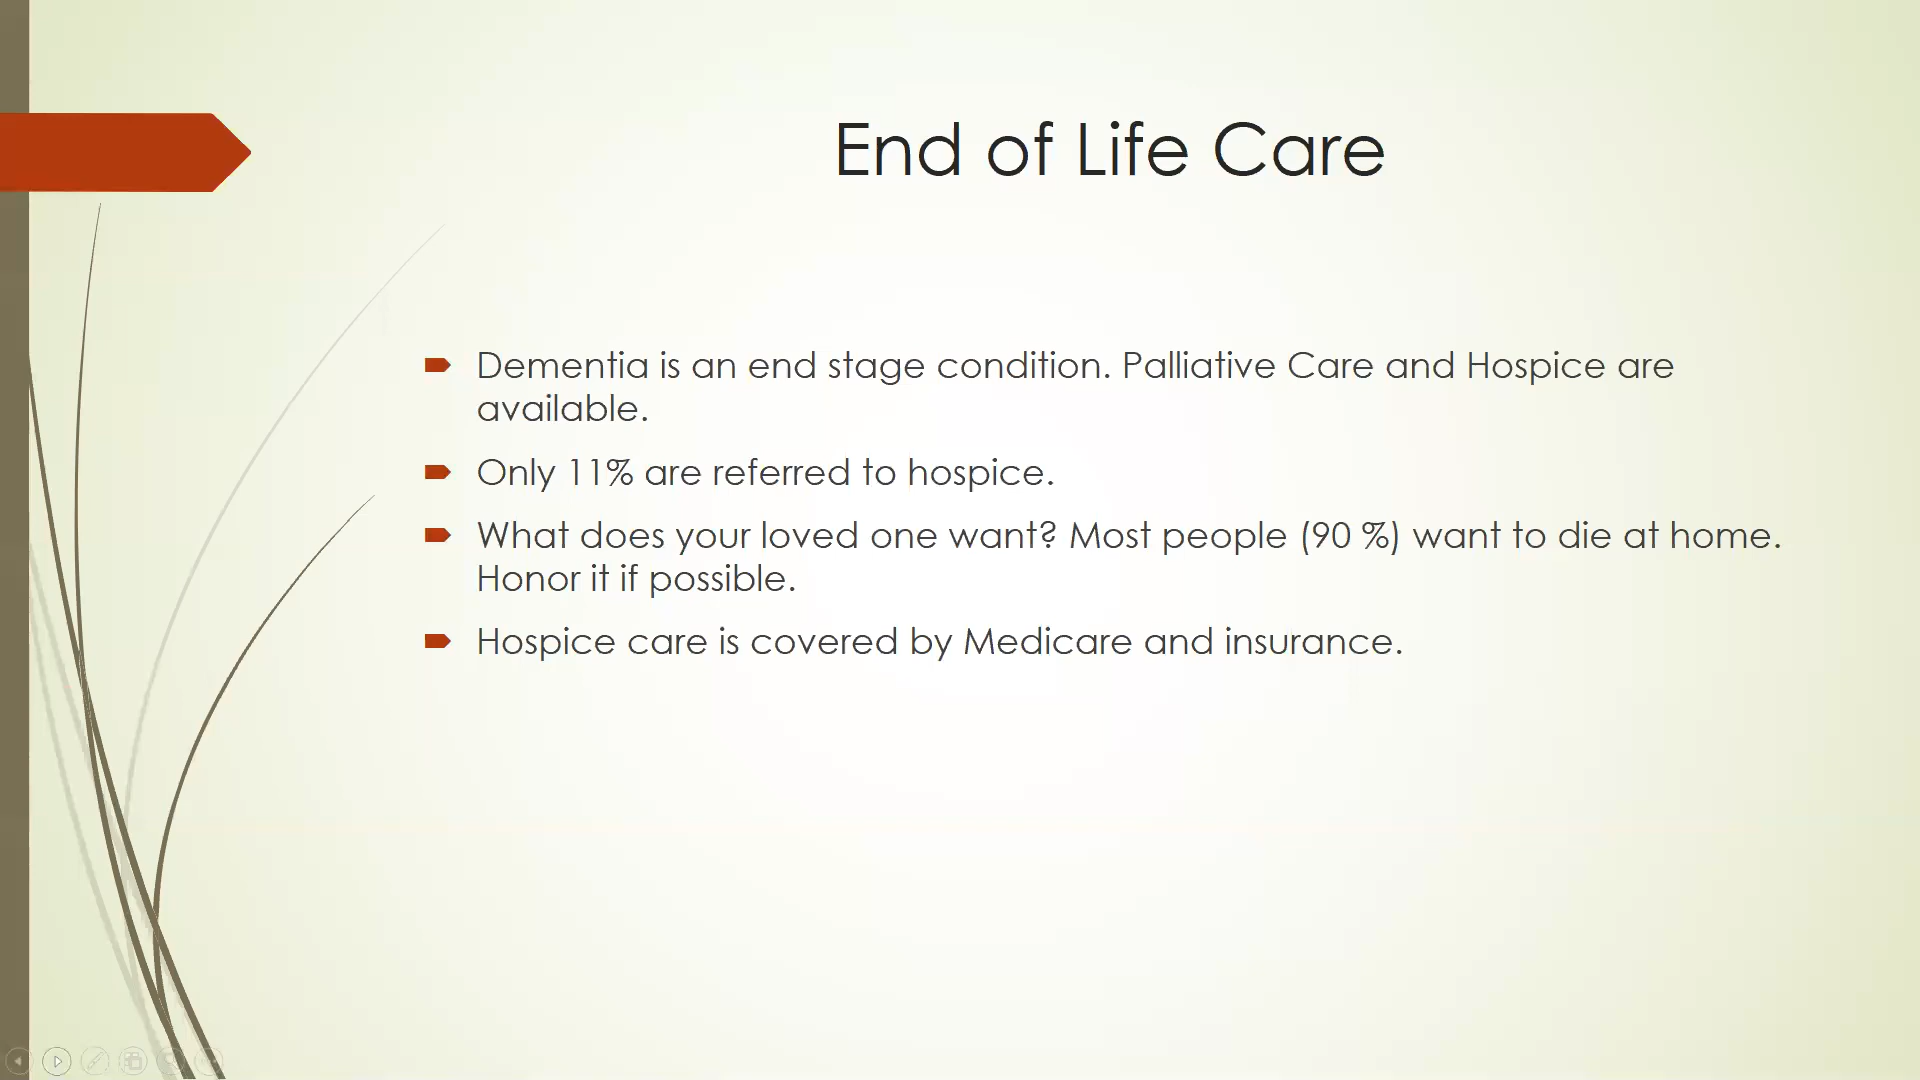 End of Life Care
Dementia is an end stage condition. Palliative Care and Hospice are
available.
Only 11% are referred to hospice.
What does your loved one want? Most people (90 %) want to die at home.
Honor it if possible.
Hospice care is covered by Medicare and insurance.